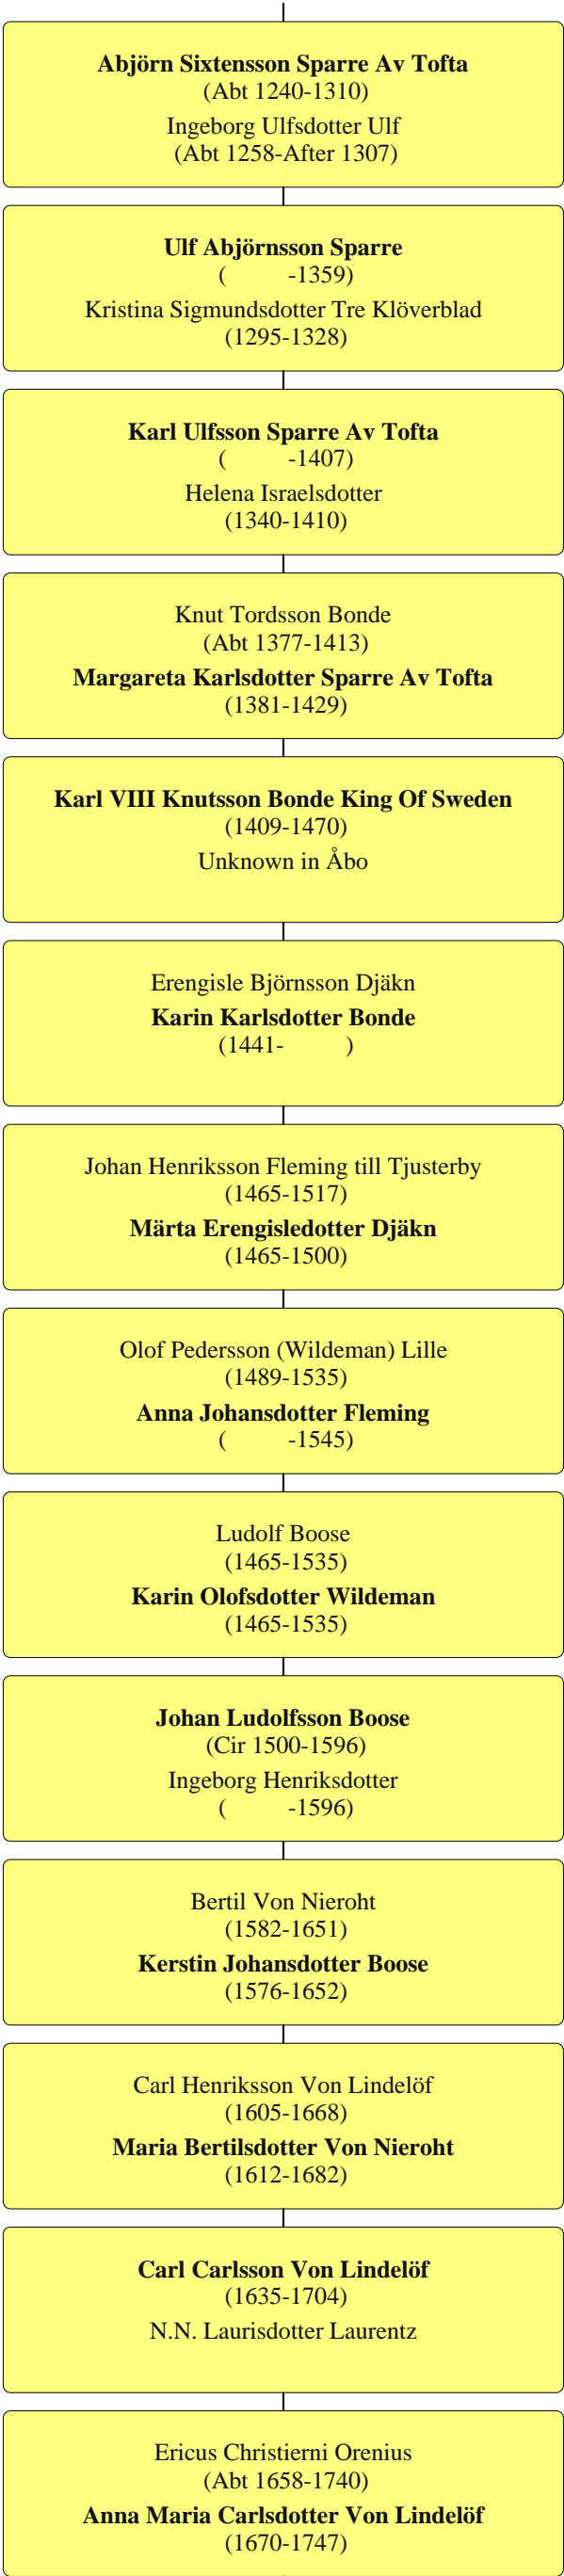 Abjörn Sixtensson Sparre Av Tofta
(Abt 1240-1310)
Ingeborg Ulfsdotter Ulf
(Abt 1258-After 1307)
Ulf Abjörnsson Sparre
( -1359)
Kristina Sigmundsdotter Tre Klöverblad
(1295-1328)
Karl Ulfsson Sparre Av Tofta
( -1407)
Helena Israelsdotter
(1340-1410)
Knut Tordsson Bonde
(Abt 1377-1413)
Margareta Karlsdotter Sparre Av Tofta
(1381-1429)
Karl VIII Knutsson Bonde King Of Sweden
(1409-1470)
Unknown in Åbo
Erengisle Björnsson Djäkn
Karin Karlsdotter Bonde
(1441- )
Johan Henriksson Fleming till Tjusterby
(1465-1517)
Märta Erengisledotter Djäkn
(1465-1500)
Olof Pedersson (Wildeman) Lille
(1489-1535)
Anna Johansdotter Fleming
( -1545)
Ludolf Boose
(1465-1535)
Karin Olofsdotter Wildeman
(1465-1535)
Johan Ludolfsson Boose
(Cir 1500-1596)
Ingeborg Henriksdotter
( -1596)
Bertil Von Nieroht
(1582-1651)
Kerstin Johansdotter Boose
(1576-1652)
Carl Henriksson Von Lindelöf
(1605-1668)
Maria Bertilsdotter Von Nieroht
(1612-1682)
Carl Carlsson Von Lindelöf
(1635-1704)
N.N. Laurisdotter Laurentz
Ericus Christierni Orenius
(Abt 1658-1740)
Anna Maria Carlsdotter Von Lindelöf
(1670-1747)